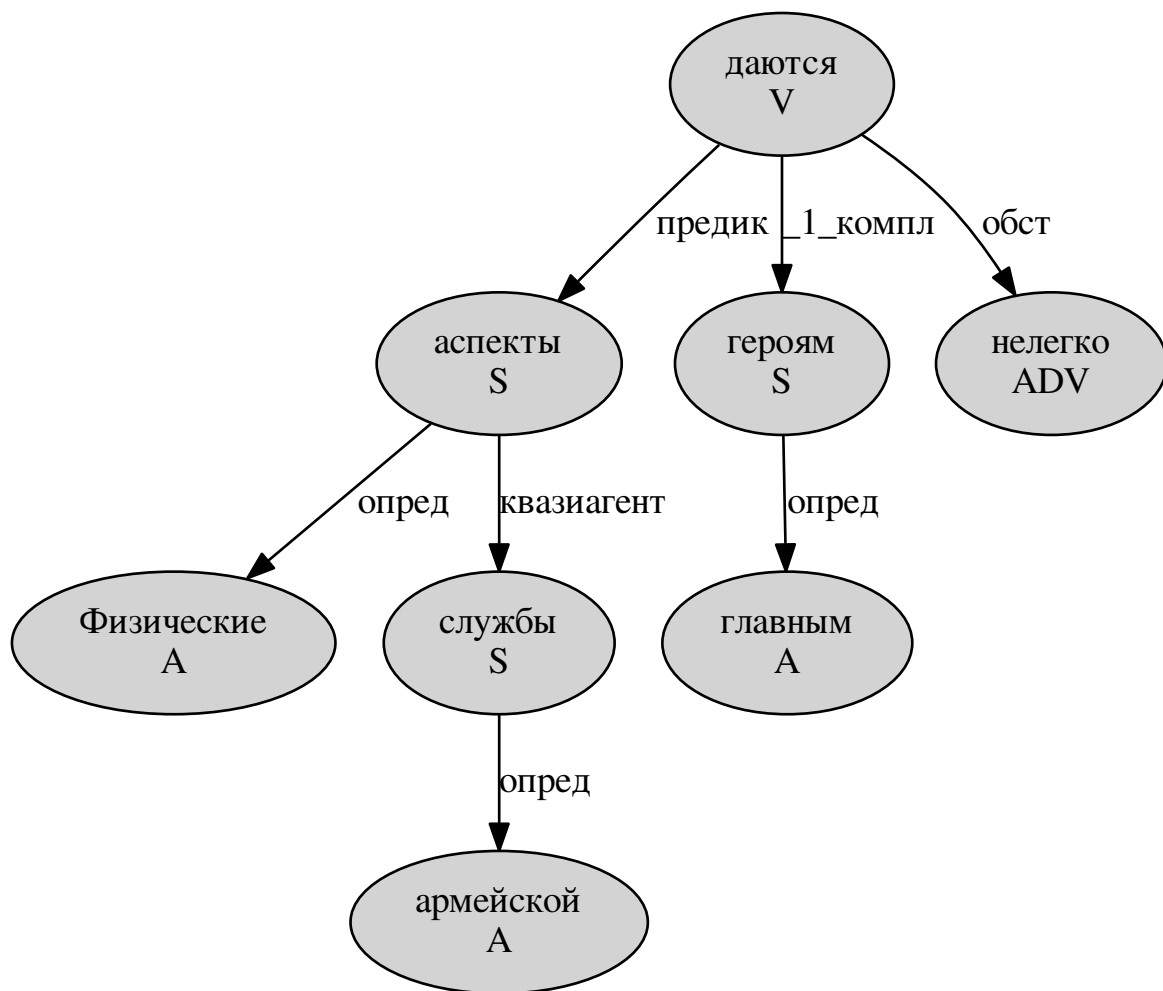 даются
V
предик
_1_компл
обст
аспекты
S
героям
S
нелегко
ADV
опред
квазиагент
опред
Физические
A
службы
S
главным
A
опред
армейской
A